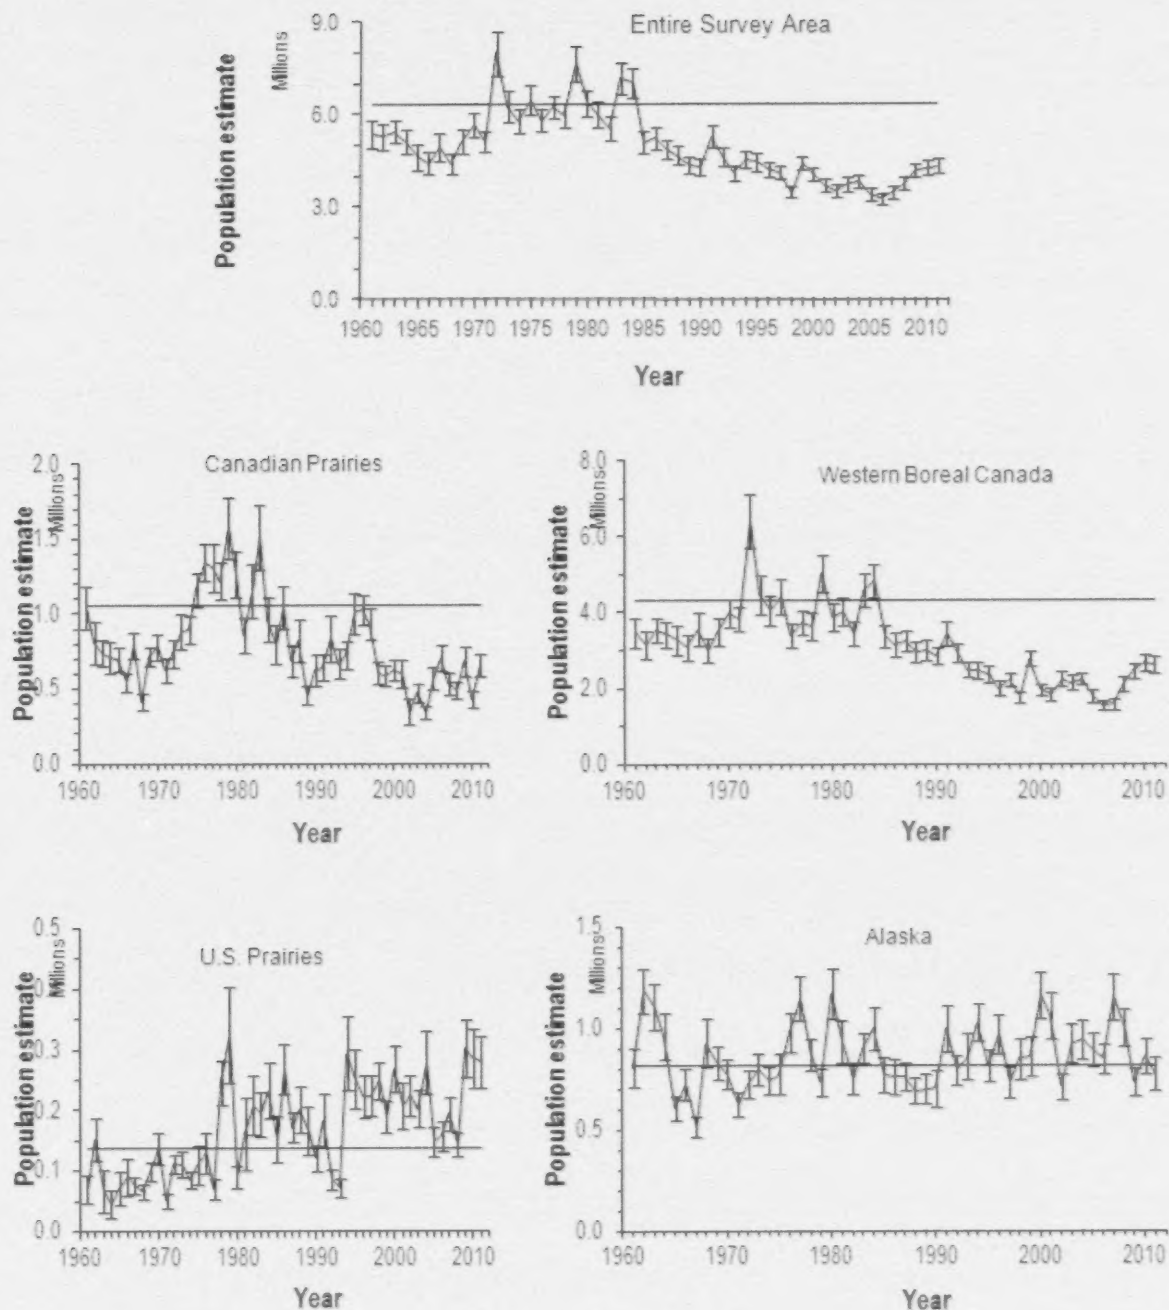 Entire Survey Area
Population estimate
Millions
9.0
6.0
3.0
0.0
1960 1965 1970 1975 1980 1985 1990 1995 2000 2005 2010
Year
Canadian Prairies
Population estimate
Millions
2.0
1.5
1.0
0.5
0.0
1960 1970 1980 1990 2000 2010
Year
Western Boreal Canada
Population estimate
Millions
8.0
6.0
4.0
2.0
0.0
1960 1970 1980 1990 2000 2010
Year
U.S. Prairies
Population estimate
Millions
0.5
0.4
0.3
0.2
0.1
0.0
1960 1970 1980 1990 2000 2010
Year
Alaska
Population estimate
Millions
1.5
1.0
0.5
0.0
1960 1970 1980 1990 2000 2010
Year